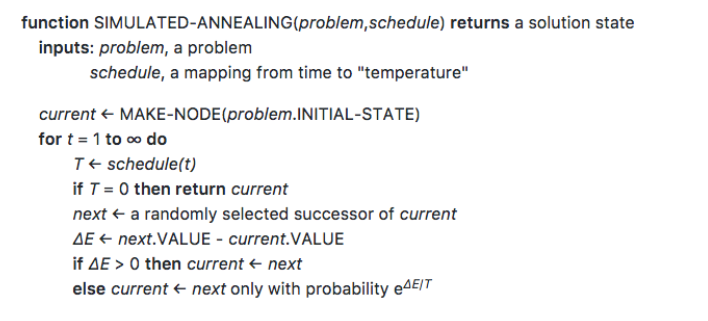 function SIMULATED-ANNEALING(problem,schedule) returns a solution state
inputs: problem, a problem
schedule, a mapping from time to "temperature"
current ← MAKE-NODE(problem.INITIAL-STATE)
for t = 1 to ∞ do
T ← schedule(t)
if T = 0 then return current
next ← a randomly selected successor of current
ΔE ← next.VALUE - current.VALUE
if ΔE > 0 then current ← next
else current ← next only with probability e^ΔE/T